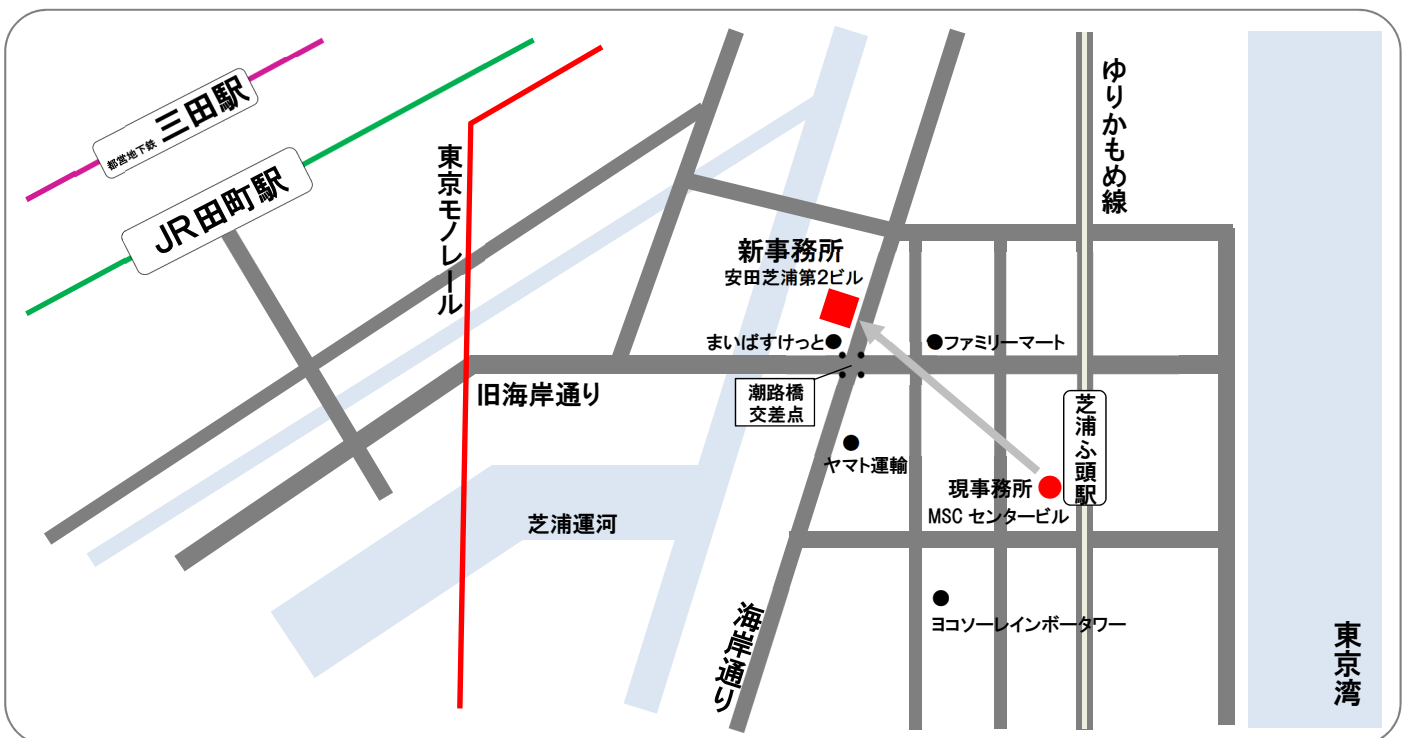 都営地下鉄 三田駅
JR田町駅
東京モノレール
ゆりかもめ線
新事務所
安田芝浦第2ビル
まいばすけっと
ファミリーマート
旧海岸通り
潮路橋
交差点
芝浦ふ頭駅
ヤマト運輸
現事務所
MSC センタービル
芝浦運河
海岸通り
ヨコソーレインボータワー
東京湾